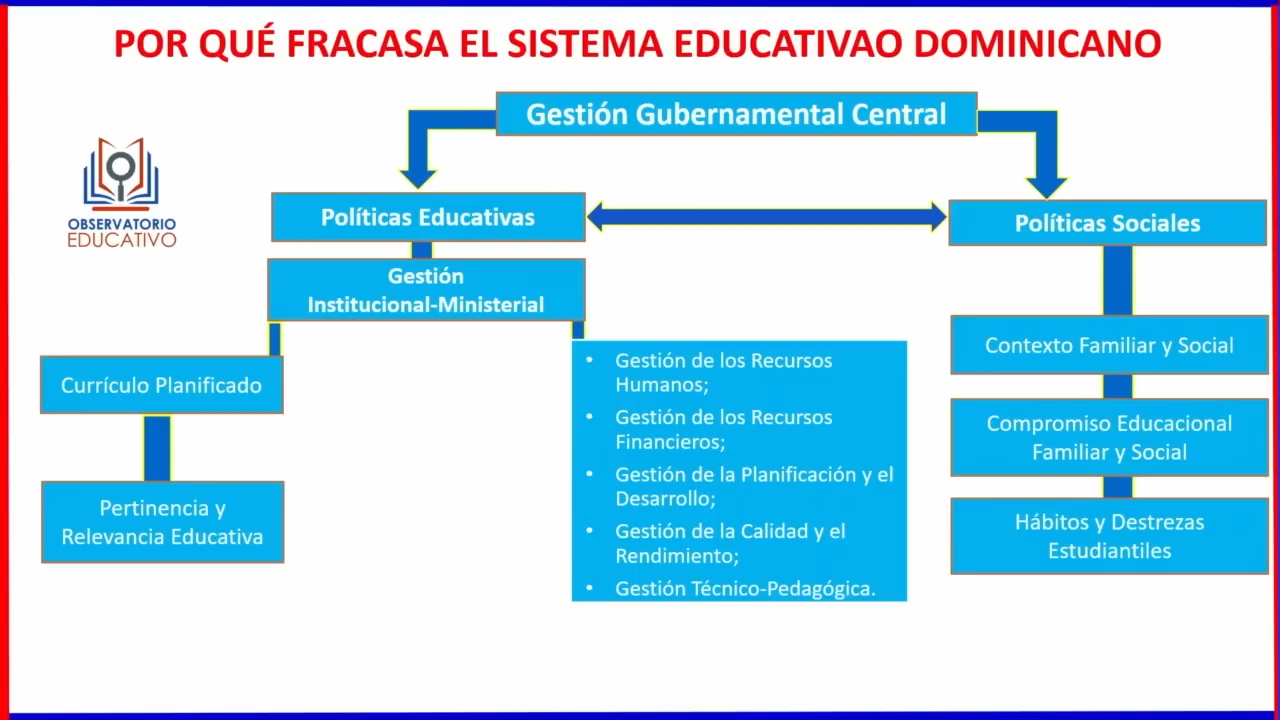 POR QUÉ FRACASA EL SISTEMA EDUCATIVAO DOMINICANO
Gestión Gubernamental Central
OBSERVATORIO
EDUCATIVO
Políticas Educativas
Políticas Sociales
Gestión
Institucional-Ministerial
Currículo Planificado
Pertinencia y
Relevancia Educativa
• Gestión de los Recursos
Humanos;
• Gestión de los Recursos
Financieros;
• Gestión de la Planificación y el
Desarrollo;
• Gestión de la Calidad y el
Rendimiento;
• Gestión Técnico-Pedagógica.
Contexto Familiar y Social
Compromiso Educacional
Familiar y Social
Hábitos y Destrezas
Estudiantiles